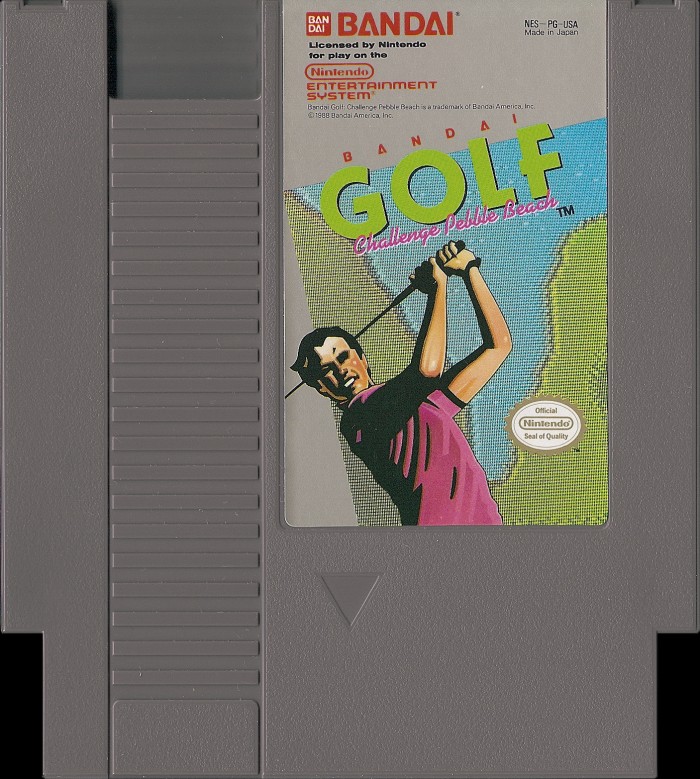 BAN
DAI
BANDAI®
Licensed by Nintendo
for play on the
Nintendo
ENTERTAINMENT
SYSTEM®
NES-PG-USA
Made in Japan
Bandai Golf: Challenge Pebble Beach is a trademark of Bandai America, Inc.
©1988 Bandai America, Inc.
BANDAI
GOLF
Challenge Pebble Beach TM
Official
Nintendo®
Seal of Quality
TM